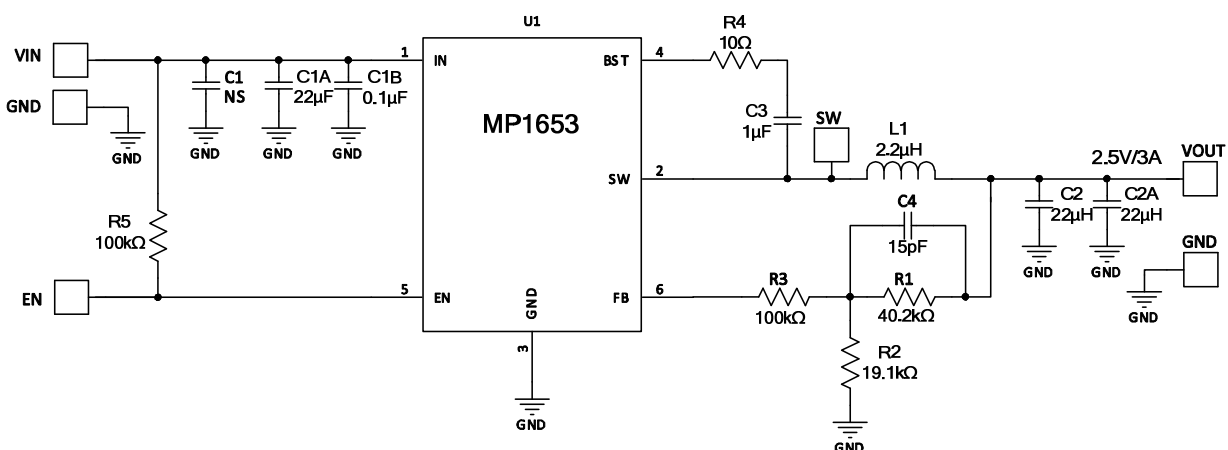 U1
VIN
GND
GND
C1
NS
GND
C1A
22µF
GND
C1B
0.1µF
GND
1
IN
MP1653
BST
4
R4
10Ω
C3
1µF
SW
SW
2
L1
2.2µH
2.5V/3A
VOUT
C2
22µH
GND
C2A
22µH
GND
GND
GND
R5
100kΩ
EN
5
EN
GND
3
GND
FB
6
R3
100kΩ
C4
15pF
R1
40.2kΩ
R2
19.1kΩ
GND